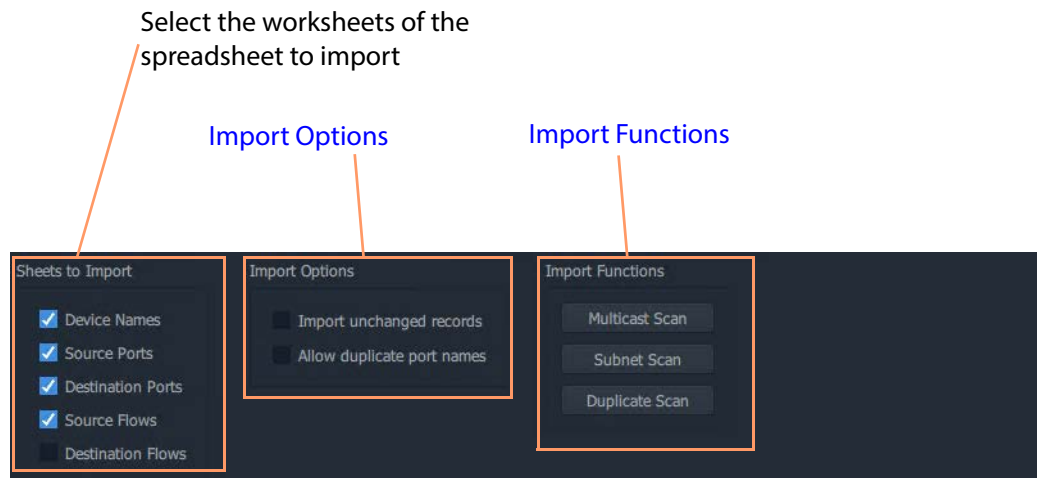 Select the worksheets of the
spreadsheet to import
Import Options
Import Functions
Sheets to Import
Device Names
Source Ports
Destination Ports
Source Flows
Destination Flows
Import Options
Import unchanged records
Allow duplicate port names
Import Functions
Multicast Scan
Subnet Scan
Duplicate Scan